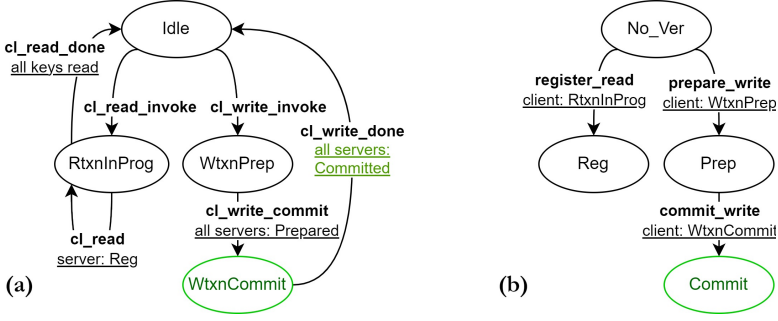 Idle
cl_read_done
all keys read
cl_read_invoke
cl_write_invoke
cl_write_done
all servers:
Committed
RtxnInProg
WtxnPrep
cl_write_commit
all servers: Prepared
cl_read
server: Reg
WtxnCommit
(a)
No_Ver
register_read
client: RtxnInProg
prepare_write
client: WtxnPrep
Reg
Prep
commit_write
client: WtxnCommit
Commit
(b)